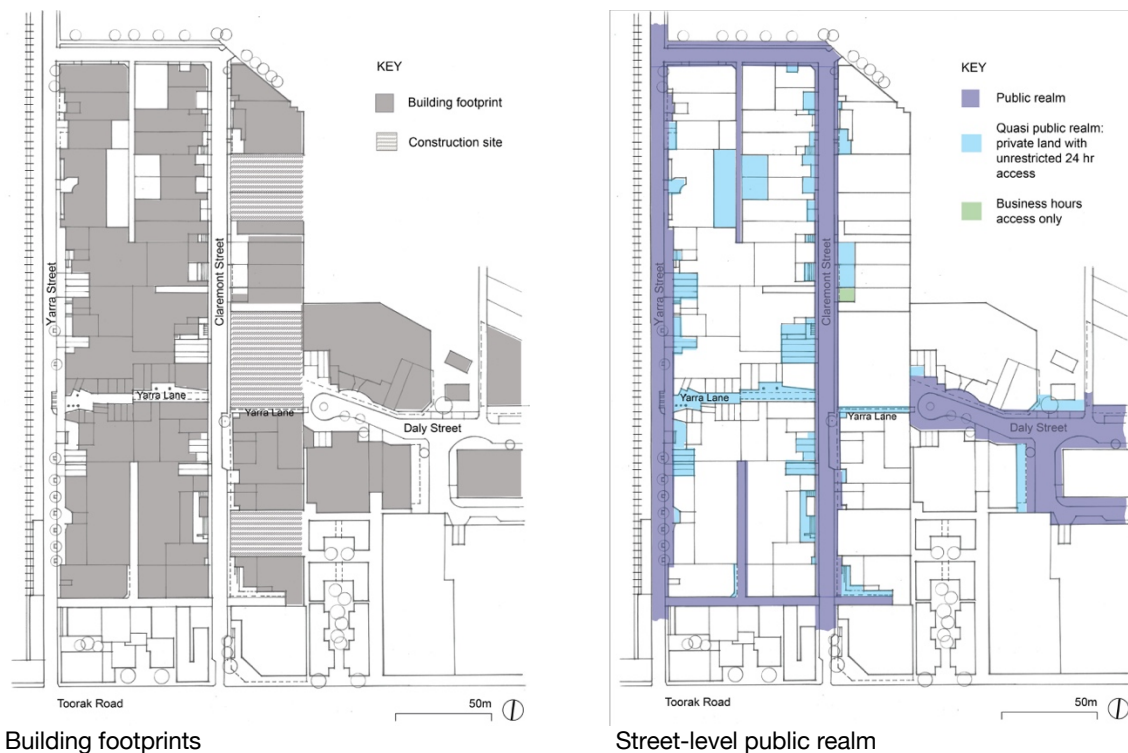 KEY
Building footprint
Construction site
Yarra Street
Claremont Street
Yarra Lane
Yarra Lane
Daly Street
Toorak Road
50m
Building footprints
KEY
Public realm
Quasi public realm:
private land with
unrestricted 24 hr
access
Business hours
access only
Yarra Street
Claremont Street
Yarra Lane
Yarra Lane
Daly Street
Toorak Road
50m
Street-level public realm